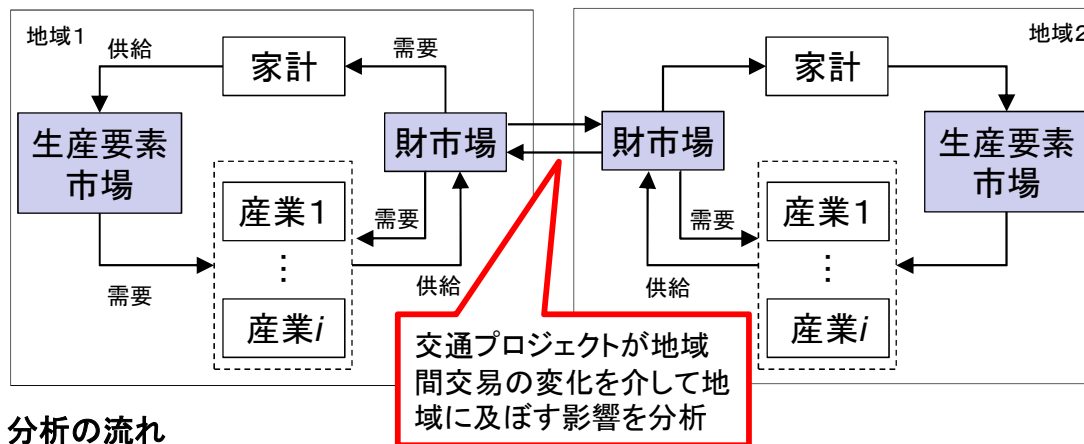 地域1
供給
家計
需要
生産要素
市場
財市場
産業1
⋮
産業i
需要
需要
供給
地域2
家計
財市場
生産要素
市場
需要
産業1
⋮
産業i
供給
交通プロジェクトが地域
間交易の変化を介して地
域に及ぼす影響を分析
分析の流れ